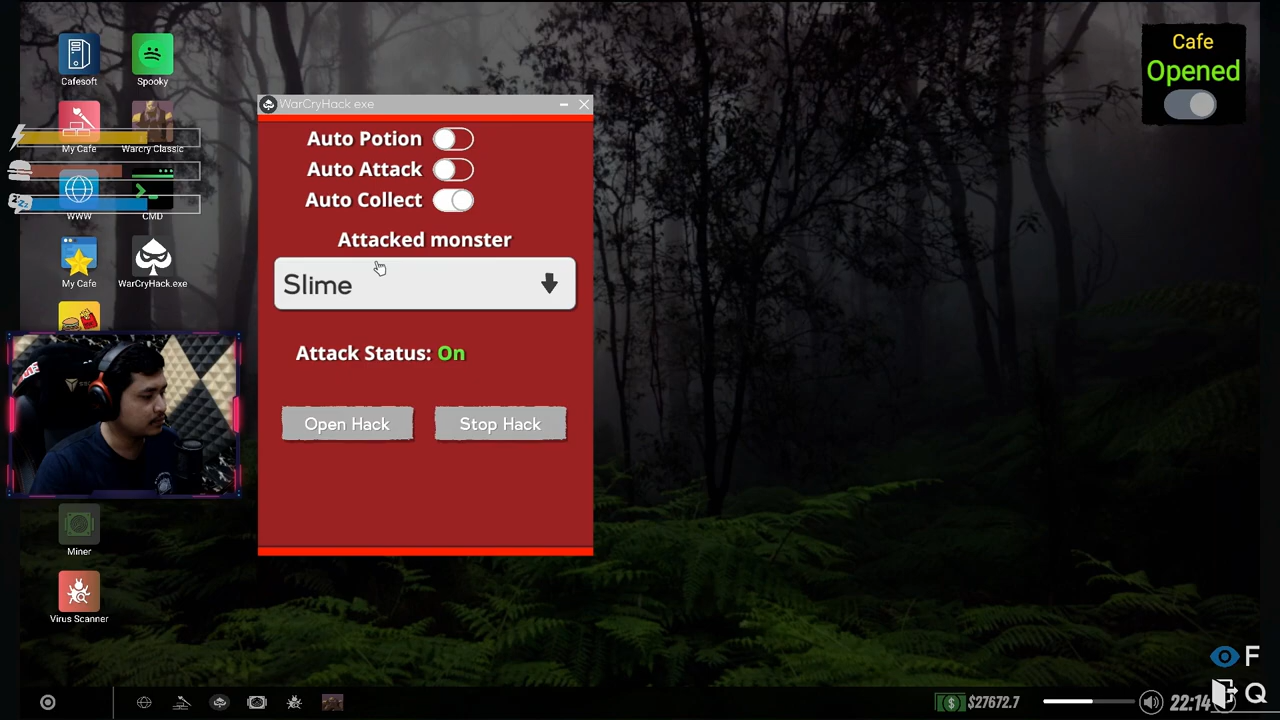 Cafesoft
Spooky
My Cafe
Warcry Classic
WWW
CMD
My Cafe
WarCryHack.exe
Miner
Virus Scanner
WarCryHack exe
Auto Potion
Auto Attack
Auto Collect
Attacked monster
Slime
Attack Status: On
Open Hack
Stop Hack
Cafe
Opened
F
$27672.7
22:14
Q